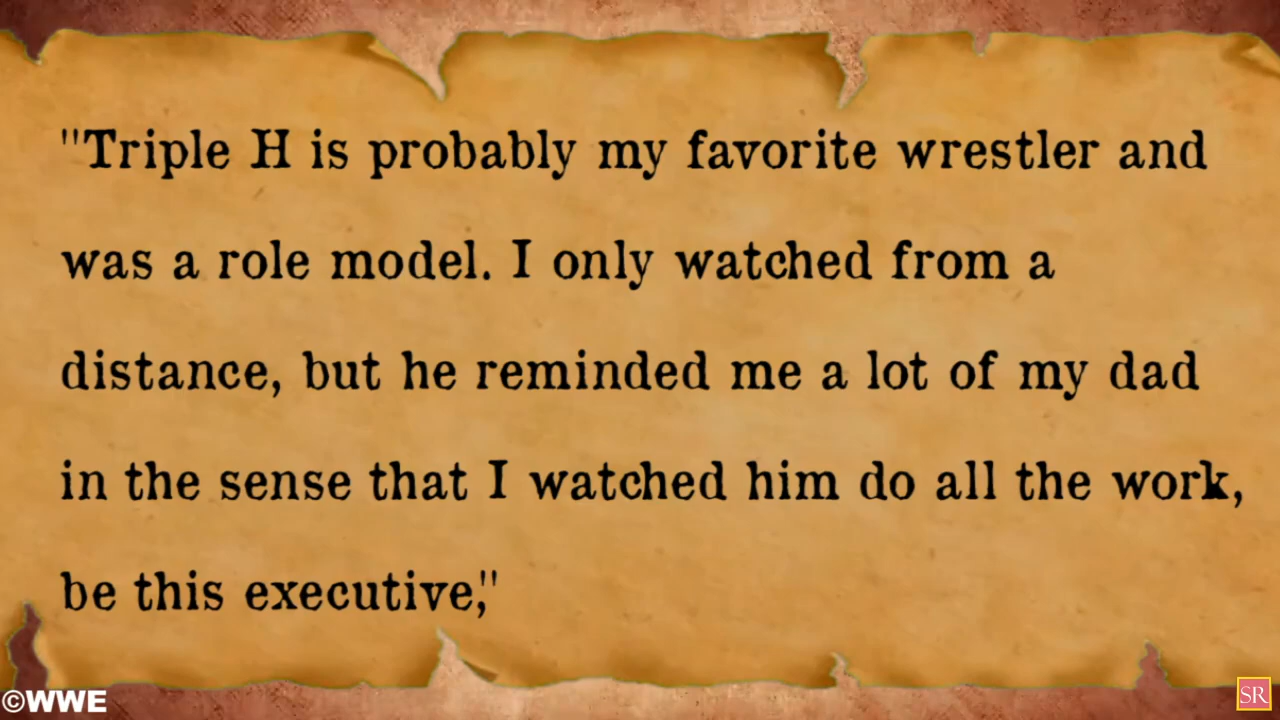 "Triple H is probably my favorite wrestler and
was a role model. I only watched from a
distance, but he reminded me a lot of my dad
in the sense that I watched him do all the work,
be this executive,"
©WWE
SR